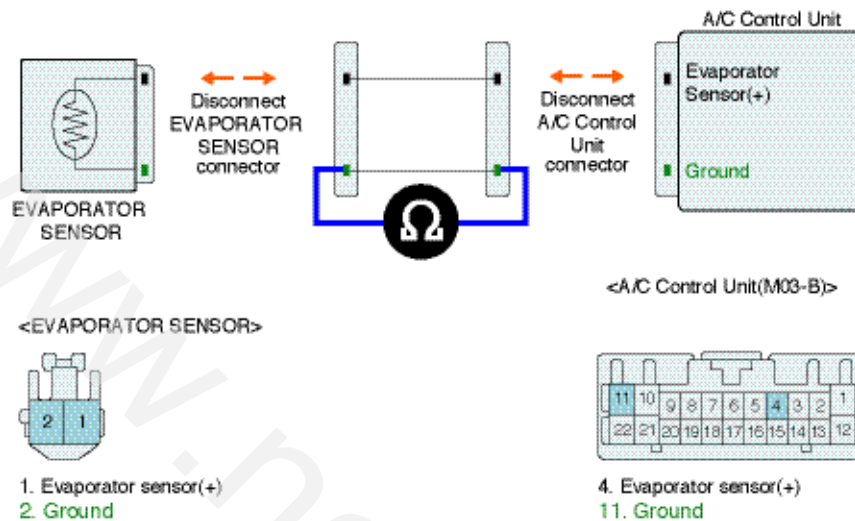 A/C Control Unit
Evaporator
Sensor(+)
Ground
Disconnect
EVAPORATOR
SENSOR
connector
Disconnect
A/C Control
Unit
connector
EVAPORATOR
SENSOR
Ω
<A/C Control Unit(M03-B)>
<EVAPORATOR SENSOR>
2 1
11 10 9 8 7 6 5 4 3 2 1
22 21 20 19 18 17 16 15 14 13 12
1. Evaporator sensor(+)
2. Ground
4. Evaporator sensor(+)
11. Ground